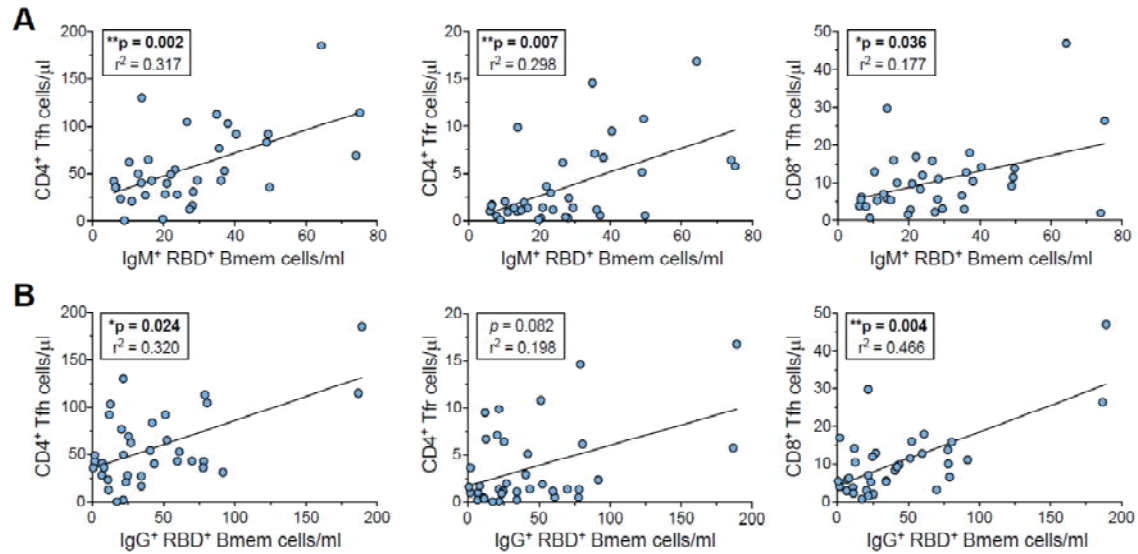 A
**p = 0.002
r² = 0.317
CD4⁺ Tfh cells/µl
200
150
100
50
0
0 20 40 60 80
IgM⁺ RBD⁺ Bmem cells/ml
**p = 0.007
r² = 0.298
CD4⁺ Tfr cells/µl
20
15
10
5
0
0 20 40 60 80
IgM⁺ RBD⁺ Bmem cells/ml
*p = 0.036
r² = 0.177
CD8⁺ Tfh cells/µl
50
40
30
20
10
0
0 20 40 60 80
IgM⁺ RBD⁺ Bmem cells/ml
B
*p = 0.024
r² = 0.320
CD4⁺ Tfh cells/µl
200
150
100
50
0
0 50 100 150 200
IgG⁺ RBD⁺ Bmem cells/ml
p = 0.082
r² = 0.198
CD4⁺ Tfr cells/µl
20
15
10
5
0
0 50 100 150 200
IgG⁺ RBD⁺ Bmem cells/ml
**p = 0.004
r² = 0.466
CD8⁺ Tfh cells/µl
50
40
30
20
10
0
0 50 100 150 200
IgG⁺ RBD⁺ Bmem cells/ml